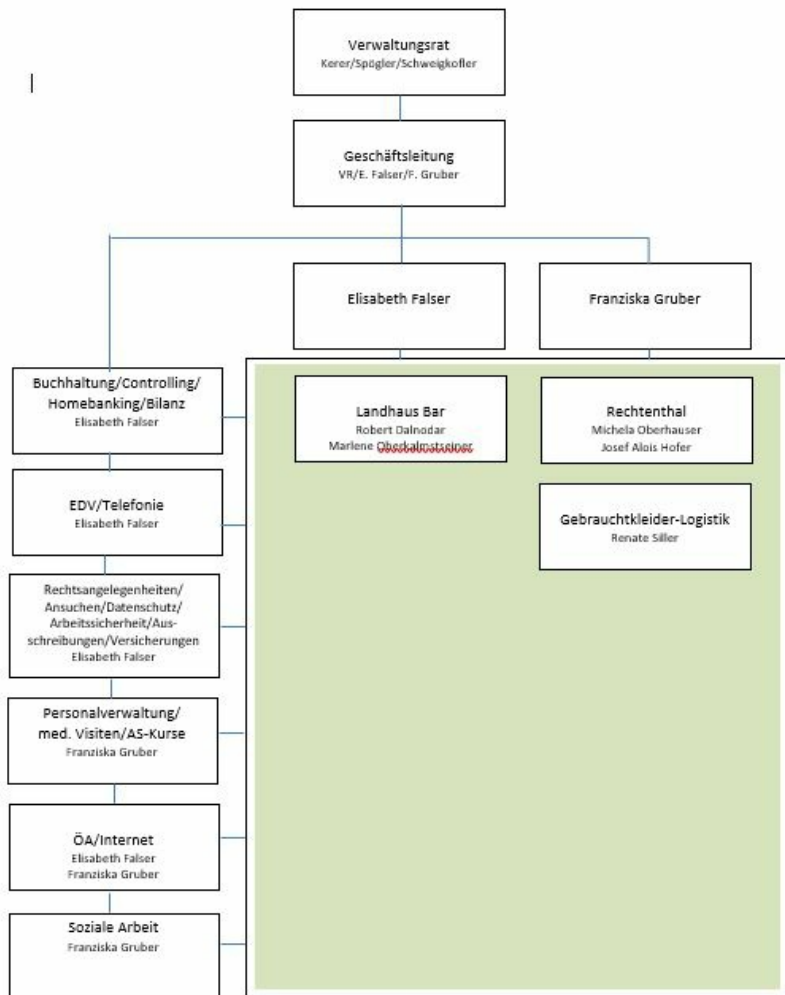 Verwaltungsrat
Kerer/Spögler/Schweigkofler
Geschäftsleitung
VR/E. Falser/F. Gruber
Elisabeth Falser
Franziska Gruber
Buchhaltung/Controlling/
Homebanking/Bilanz
Elisabeth Falser
Landhaus Bar
Robert Dalnodar
Marlene Oberkalmstseiner
Rechtenthal
Michela Oberhauser
Josef Alois Hofer
EDV/Telefonie
Elisabeth Falser
Gebrauchtkleider-Logistik
Renate Siller
Rechtsangelegenheiten/
Ansuchen/Datenschutz/
Arbeitssicherheit/Aus-
schreibungen/Versicherungen
Elisabeth Falser
Personalverwaltung/
med. Visiten/AS-Kurse
Franziska Gruber
ÖA/Internet
Elisabeth Falser
Franziska Gruber
Soziale Arbeit
Franziska Gruber